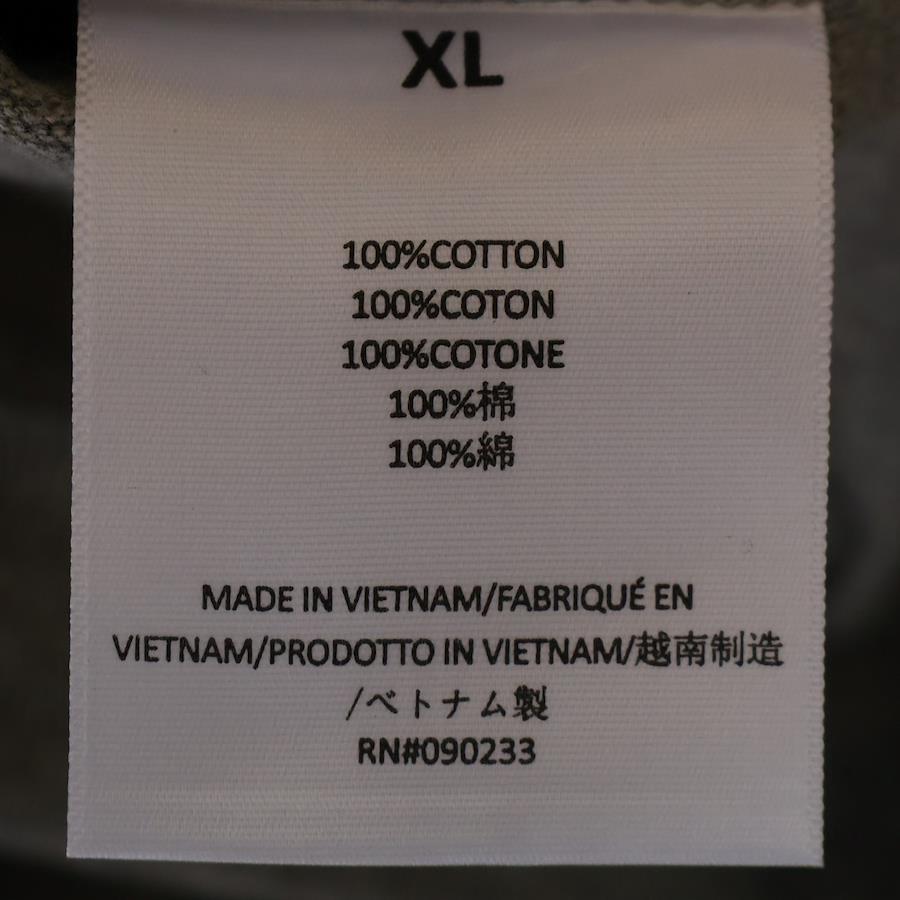 XL
100%COTTON
100%COTON
100%COTONE
100%棉
100%綿
MADE IN VIETNAM/FABRIQUÉ EN
VIETNAM/PRODOTTO IN VIETNAM/越南制造
/ベトナム製
RN#090233